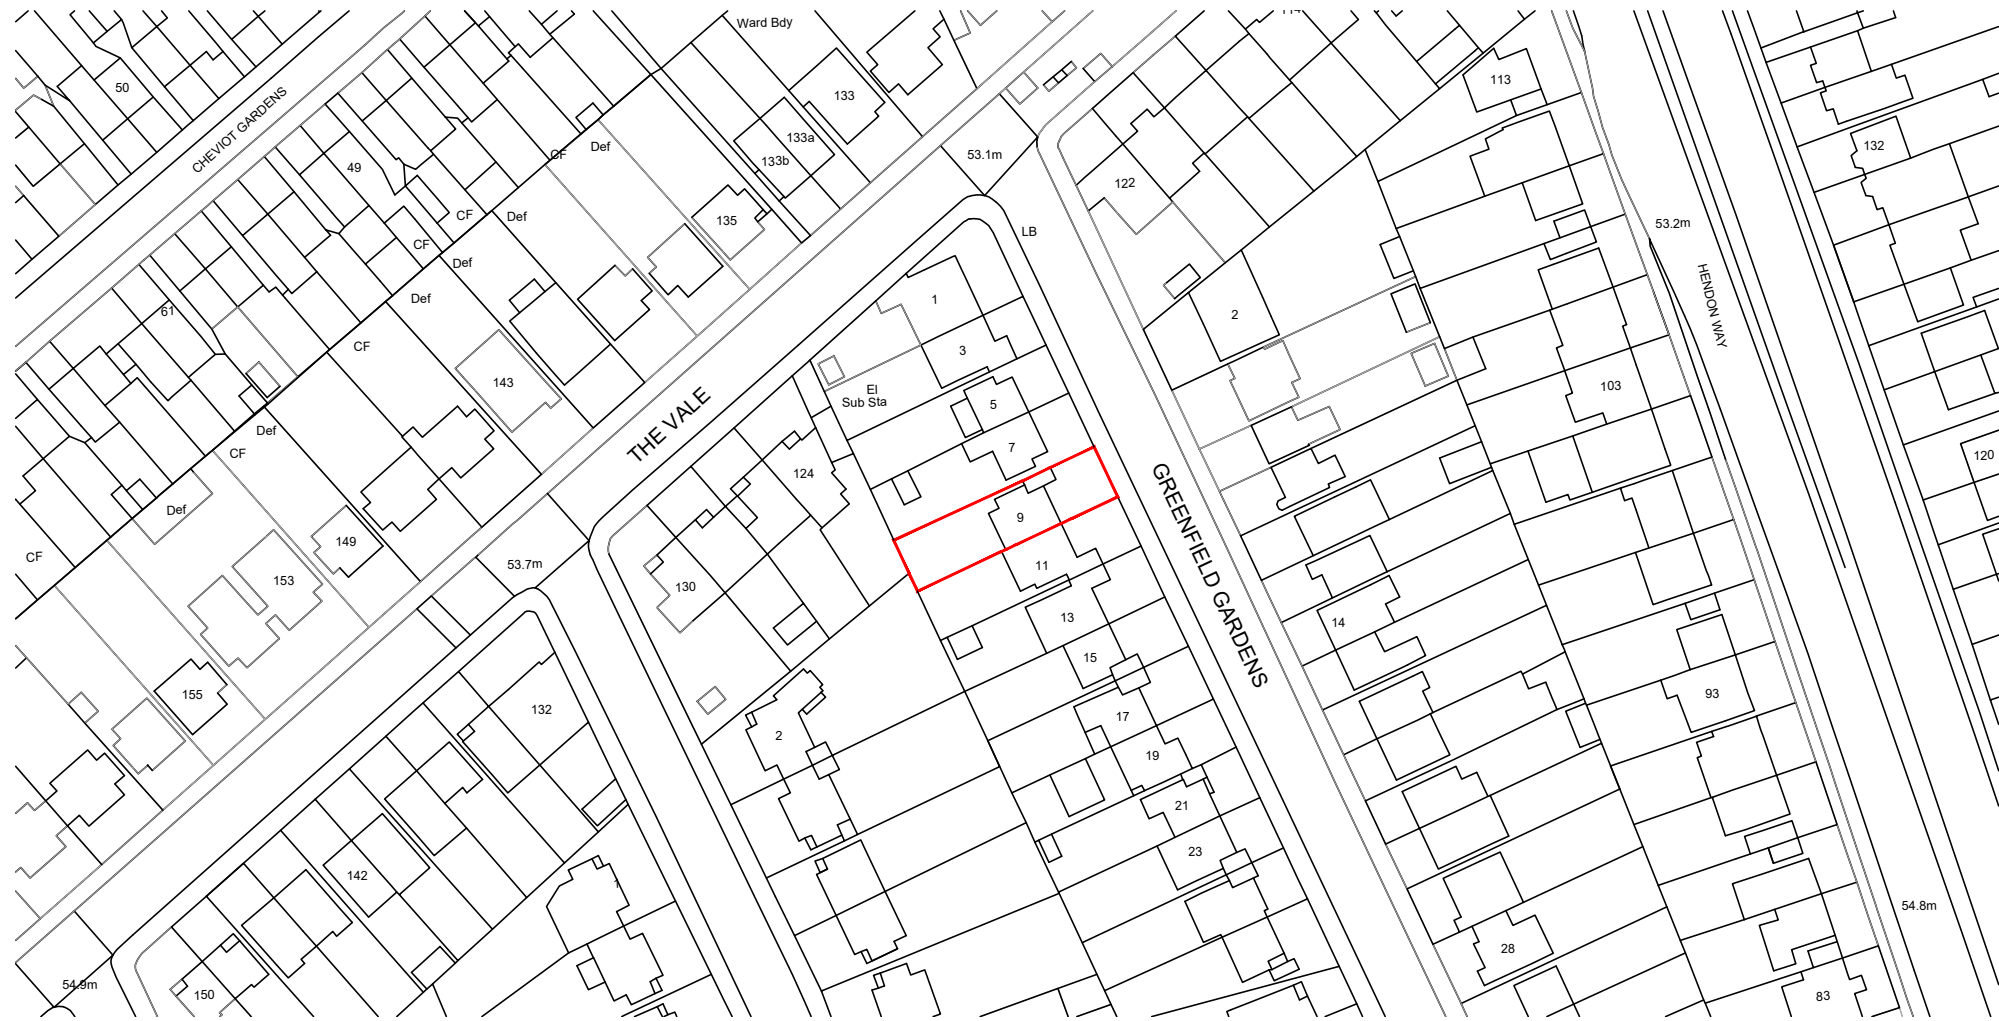 Ward Bdy
50
CHEVIOT GARDENS
133
113
133a
133b
132
49
CF
Def
53.1m
122
135
CF
Def
LB
53.2m
CF
Def
HENDON WAY
Def
61
1
2
CF
3
143
El
Sub Sta
5
103
THE VALE
Def
7
CF
124
120
GREENFIELD GARDENS
9
Def
149
CF
53.7m
11
153
130
13
14
15
155
93
132
17
2
19
21
142
23
1
54.8m
28
54.9m
150
83